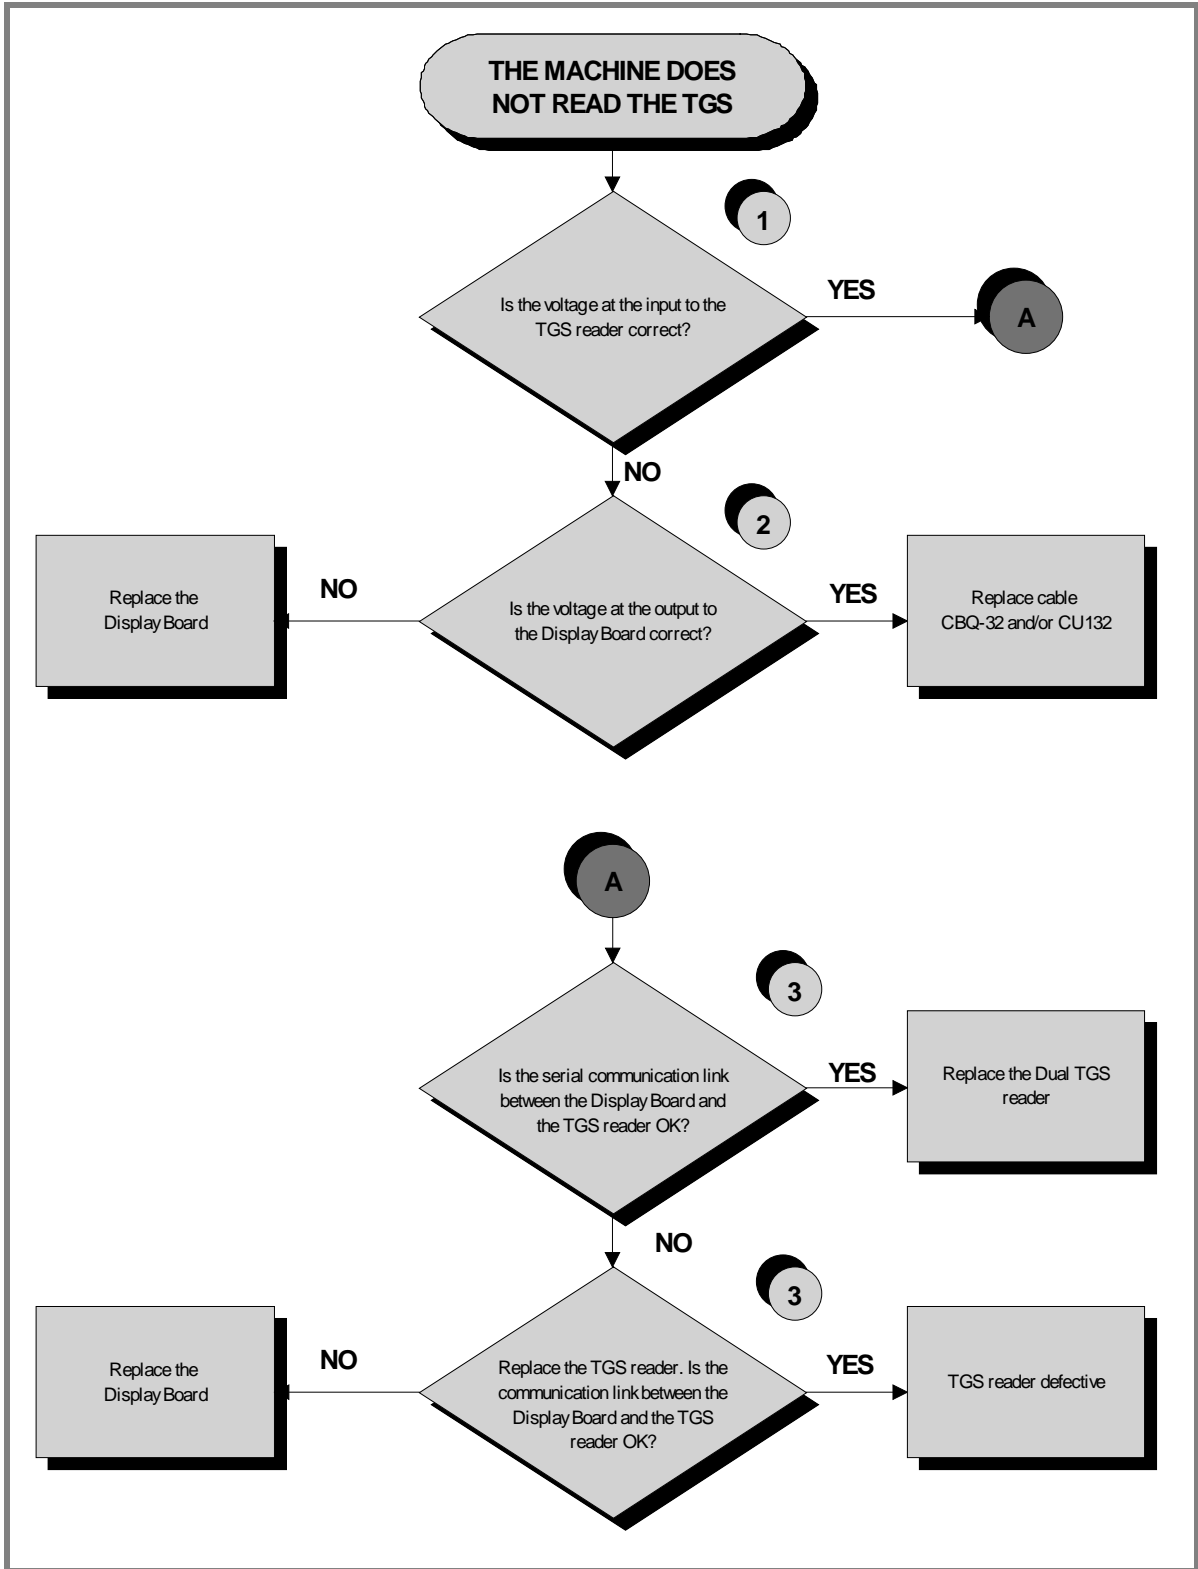 THE MACHINE DOES
NOT READ THE TGS
1
Is the voltage at the input to the
TGS reader correct?
YES
A
NO
2
Replace the
Display Board
NO
Is the voltage at the output to
the Display Board correct?
YES
Replace cable
CBQ-32 and/or CU132
A
3
Is the serial communication link
between the Display Board and
the TGS reader OK?
YES
Replace the Dual TGS
reader
NO
3
Replace the
Display Board
NO
Replace the TGS reader. Is the
communication link between the
Display Board and the TGS
reader OK?
YES
TGS reader defective